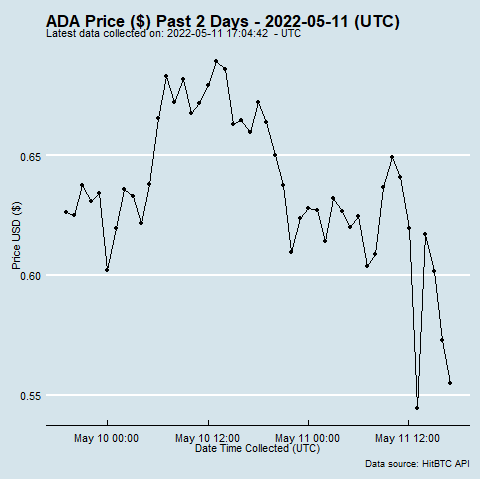 ADA Price ($) Past 2 Days - 2022-05-11 (UTC)
Latest data collected on: 2022-05-11 17:04:42 - UTC
0.65
0.60
0.55
Price USD ($)
May 10 00:00
May 10 12:00
May 11 00:00
May 11 12:00
Date Time Collected (UTC)
Data source: HitBTC API